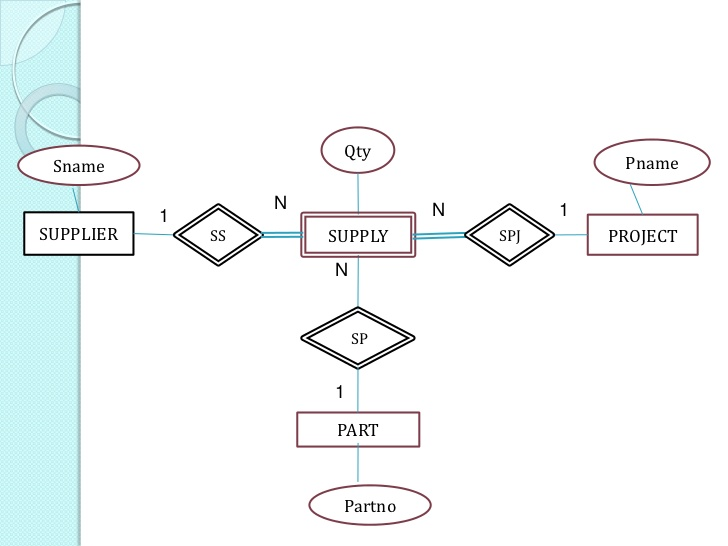 Sname
Qty
Pname
1
N
N
1
SUPPLIER
SS
SUPPLY
SPJ
PROJECT
N
SP
1
PART
Partno